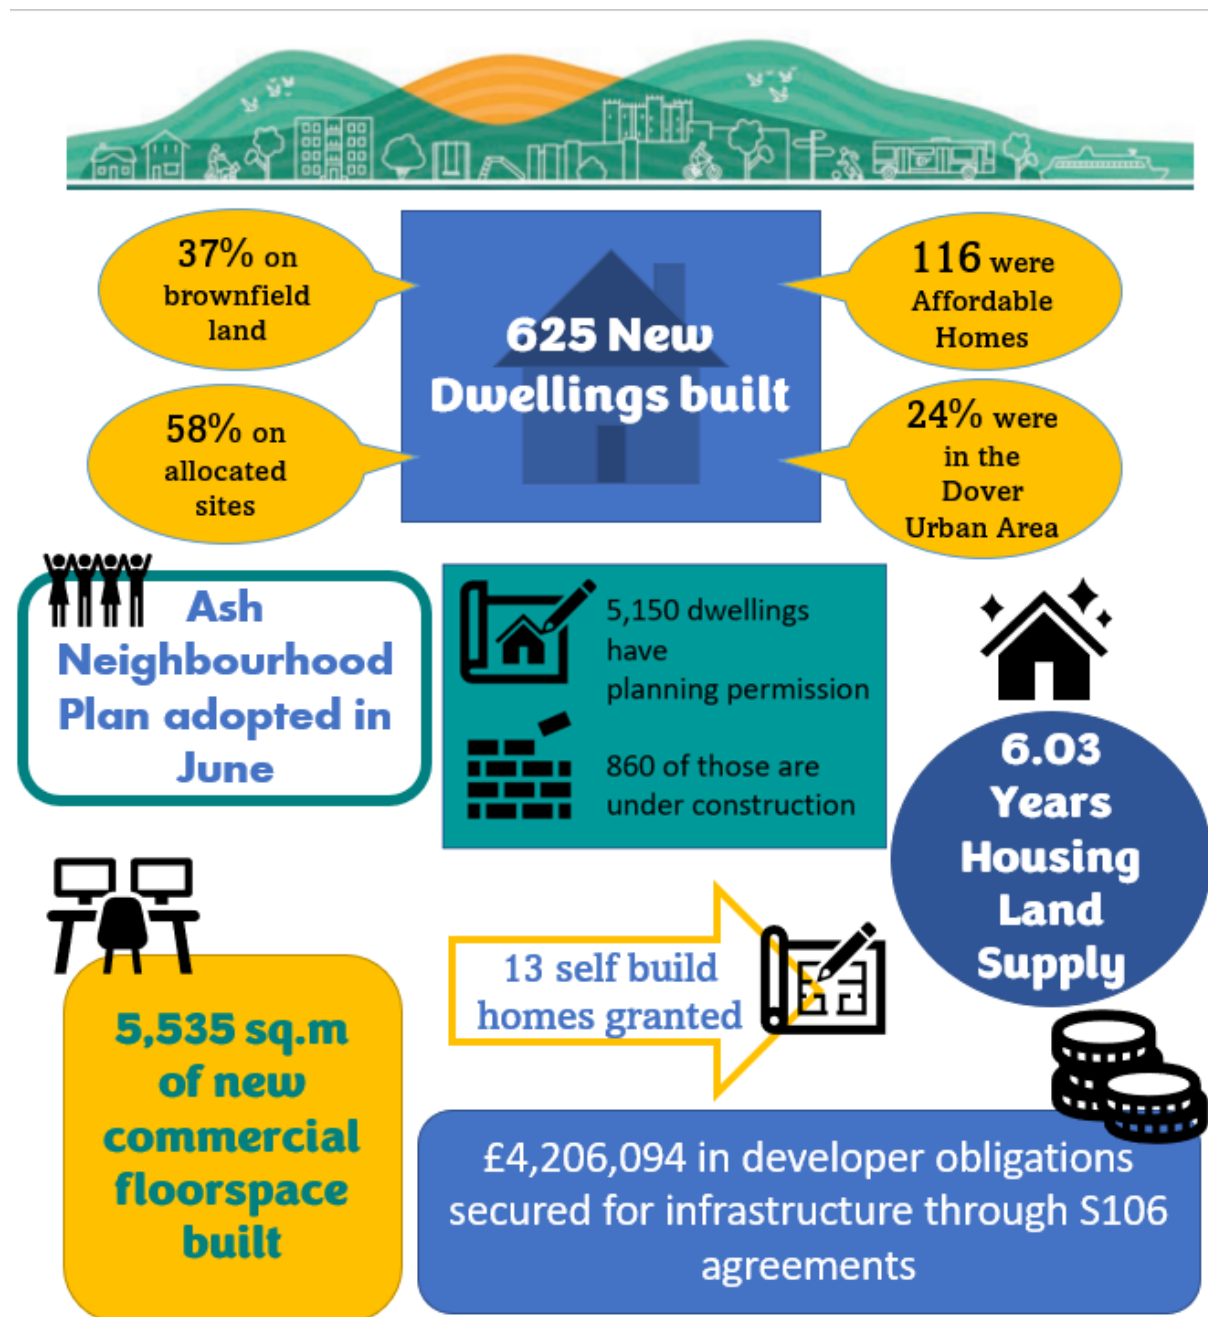 37% on
brownfield
land
625 New
Dwellings built
116 were
Affordable
Homes
58% on
allocated
sites
24% were
in the
Dover
Urban Area
Ash
Neighbourhood
Plan adopted in
June
5,150 dwellings
have
planning permission
860 of those are
under construction
6.03
Years
Housing
Land
Supply
5,535 sq.m
of new
commercial
floorspace
built
13 self build
homes granted
£4,206,094 in developer obligations
secured for infrastructure through S106
agreements